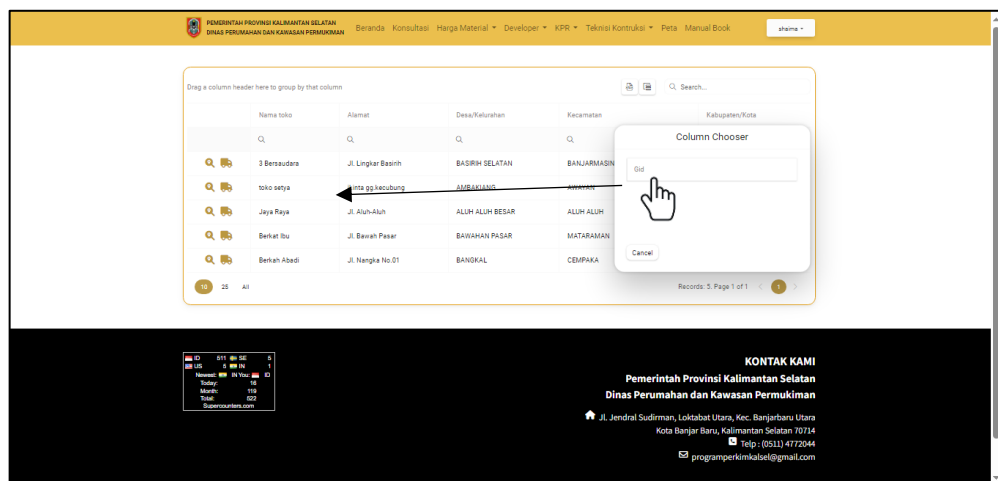 PEMERINTAH PROVINSI KALIMANTAN SELATAN
DINAS PERUMAHAN DAN KAWASAN PERMUKIMAN
Beranda Konsultasi Harga Material Developer KPR Teknisi Kontruksi Peta Manual Book
shaima
Drag a column header here to group by that column
Search...
Nama toko Alamat Desa/Kelurahan Kecamatan Kabupaten/Kota
3 Bersaudara Jl. Lingkar Basirih BASIRIH SELATAN BANJARMASIN
toko setya gg.kecubung AMBAKIANG AWAYAN
Jaya Raya Jl. Aluh-Aluh ALUH ALUH BESAR ALUH ALUH
Berkat Ibu Jl. Bawah Pasar BAWAHAN PASAR MATARAMAN
Berkah Abadi Jl. Nangka No.01 BANGKAL CEMPAKA
Column Chooser
Gid
Cancel
10 25 All
Records: 5. Page 1 of 1 < 1 >
ID 511 SE 5
US 5 IN 1
Newest: IN You: ID
Today: 16
Month: 119
Total: 522
Supercounters.com
KONTAK KAMI
Pemerintah Provinsi Kalimantan Selatan
Dinas Perumahan dan Kawasan Permukiman
Jl. Jendral Sudirman, Loktabat Utara, Kec. Banjarbaru Utara
Kota Banjar Baru, Kalimantan Selatan 70714
Telp : (0511) 4772044
programperkimkalsel@gmail.com